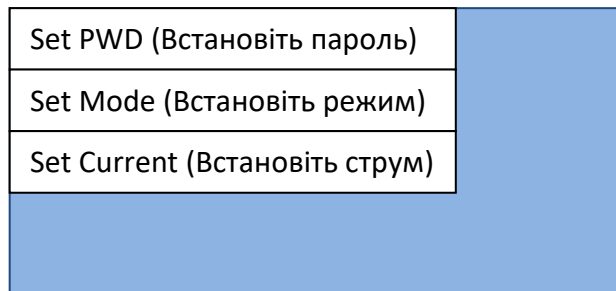 Set PWD (Встановіть пароль)
Set Mode (Встановіть режим)
Set Current (Встановіть струм)